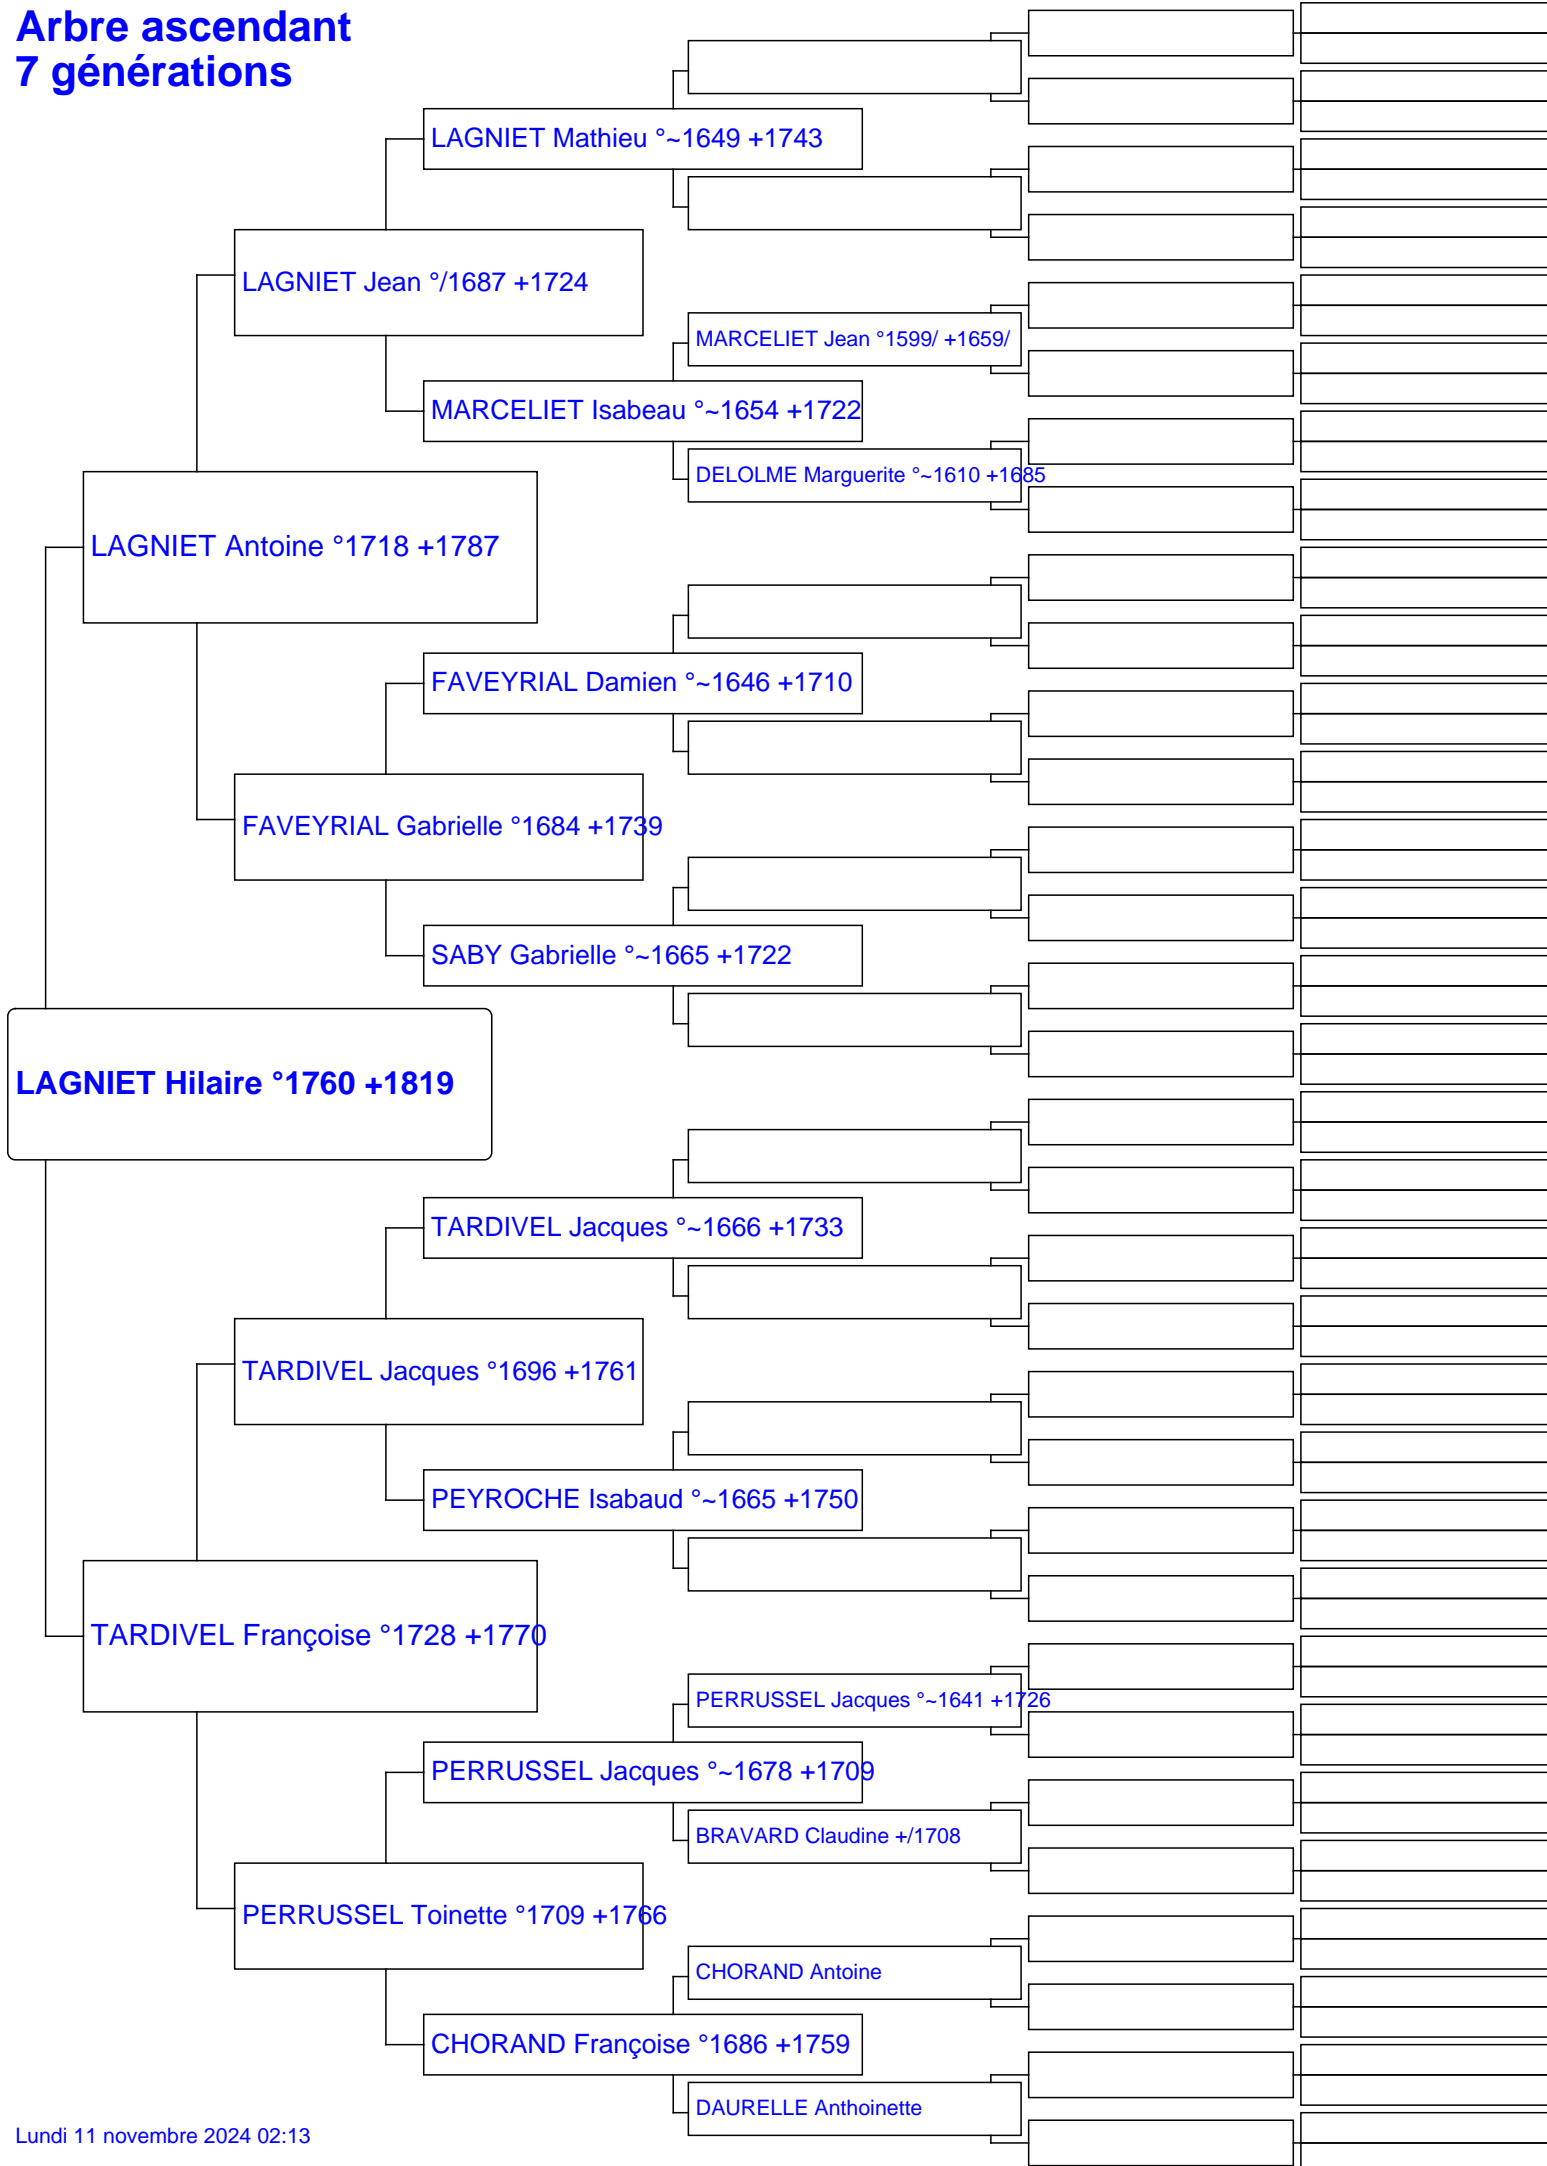 Arbre ascendant
7 générations
LAGNIET Mathieu °~1649 +1743
LAGNIET Jean °/1687 +1724
MARCELIET Jean °1599/ +1659/
MARCELIET Isabeau °~1654 +1722
DELOLME Marguerite °~1610 +1685
LAGNIET Antoine °1718 +1787
FAVEYRIAL Damien °~1646 +1710
FAVEYRIAL Gabrielle °1684 +1739
SABY Gabrielle °~1665 +1722
LAGNIET Hilaire °1760 +1819
TARDIVEL Jacques °~1666 +1733
TARDIVEL Jacques °1696 +1761
PEYROCHE Isabaud °~1665 +1750
TARDIVEL Françoise °1728 +1770
PERRUSSEL Jacques °~1641 +1726
PERRUSSEL Jacques °~1678 +1709
BRAVARD Claudine +/1708
PERRUSSEL Toinette °1709 +1766
CHORAND Antoine
CHORAND Françoise °1686 +1759
DAURELLE Anthoinette
Lundi 11 novembre 2024 02:13